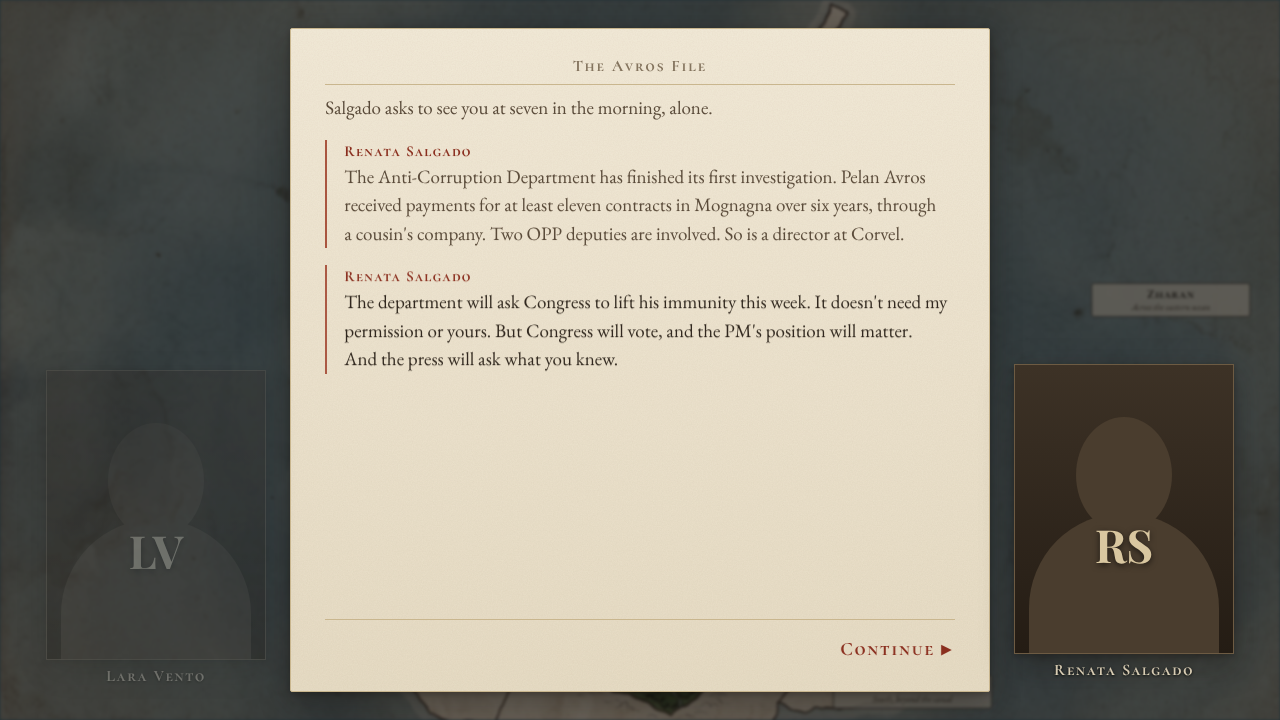 The Avros File
Salgado asks to see you at seven in the morning, alone.
Renata Salgado
The Anti-Corruption Department has finished its first investigation. Pelan Avros
received payments for at least eleven contracts in Mognagna over six years, through
a cousin's company. Two OPP deputies are involved. So is a director at Corvel.
Renata Salgado
The department will ask Congress to lift his immunity this week. It doesn't need my
permission or yours. But Congress will vote, and the PM's position will matter.
And the press will ask what you knew.
Zharan
LV
RS
Continue ▶
Lara Vento
Renata Salgado